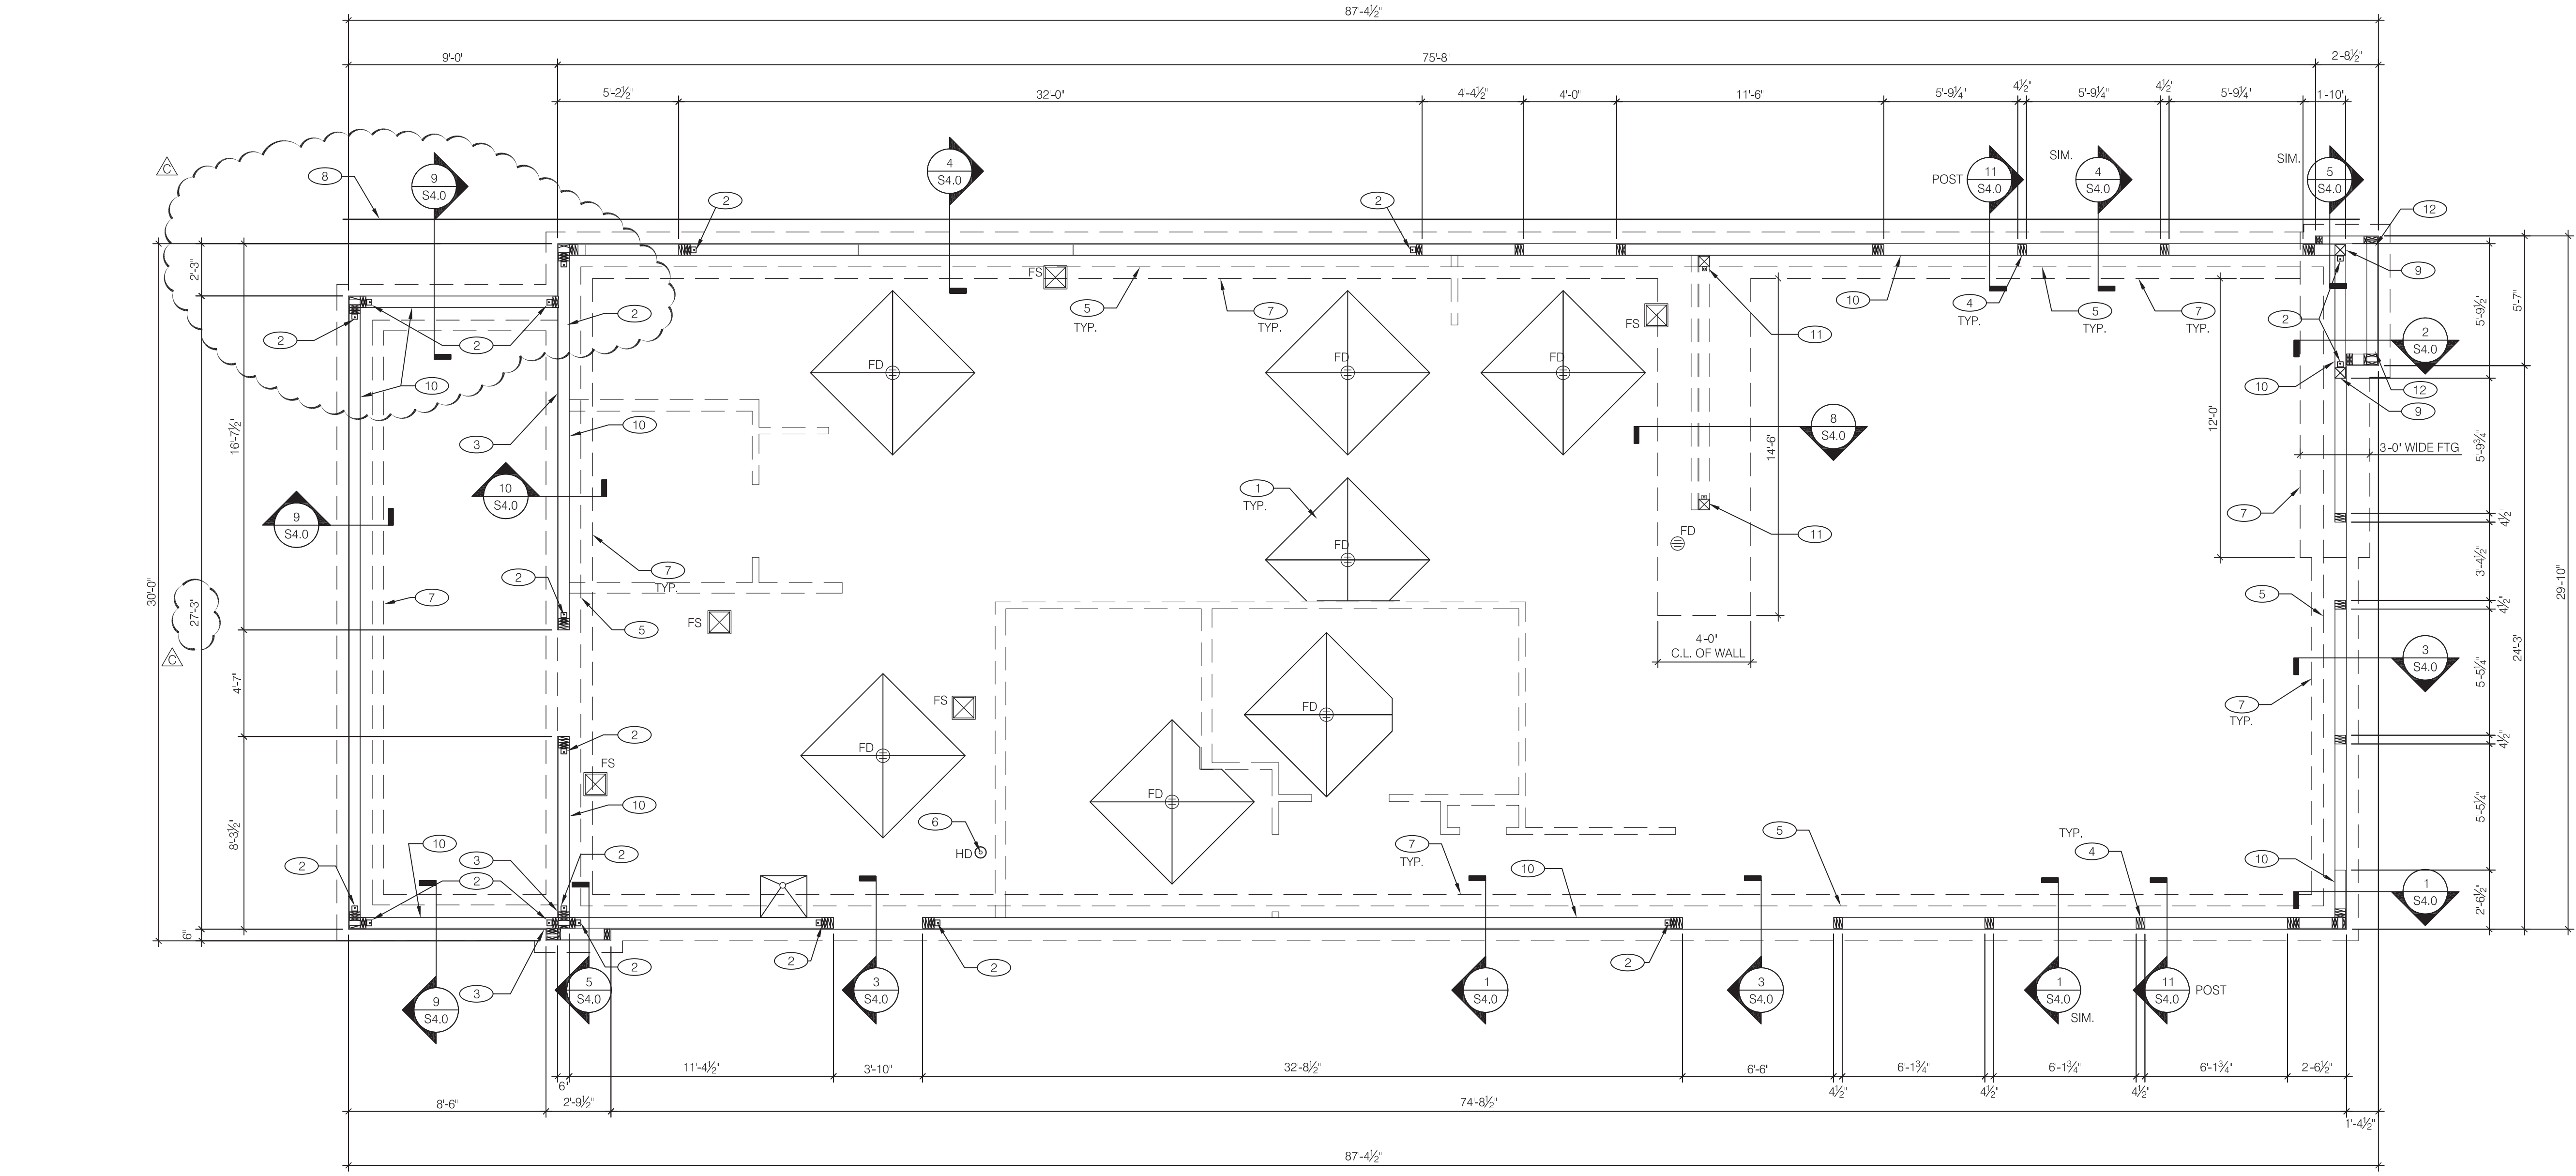 87'-4½"
9'-0"
75'-8"
2'-8½"
5'-2½"
32'-0"
4'-4½"
4'-0"
11'-6"
5'-9¼"
4½"
5'-9¼"
4½"
5'-9¼"
1'-10"
C
8
9
S4.0
4
S4.0
POST
11
S4.0
SIM.
4
S4.0
SIM.
5
S4.0
2
2
12
2'-3"
FS
5
TYP.
7
TYP.
10
4
TYP.
5
TYP.
7
TYP.
9
2
2
2
FS
11
2
5'-9½"
5'-7"
2
S4.0
10
FD
FD
FD
10
12
9
16'-7½"
3
10
8
S4.0
14'-6"
12'-0"
3'-0" WIDE FTG
5'-9¾"
10
S4.0
1
TYP.
9
S4.0
7
11
FD
FD
4½"
3'-4½"
7
TYP.
2
7
30'-0"
27'-3"
C
5
FS
5
4½"
29'-10"
4'-0"
C.L. OF WALL
3
S4.0
5'-5¼"
24'-3"
4'-7"
FS
FD
7
TYP.
2
FD
4½"
FS
10
FD
5'-5¼"
8'-3½"
6
HD
7
TYP.
5
TYP.
4
10
3
2
10
10
2
2
1
S4.0
2'-6½"
6"
2
2
2
2
3
9
S4.0
5
S4.0
3
S4.0
1
S4.0
3
S4.0
1
S4.0
SIM.
11
S4.0
POST
6"
11'-4½"
3'-10"
32'-8½"
6'-6"
4½"
6'-1¾"
4½"
6'-1¾"
4½"
6'-1¾"
2'-6½"
8'-6"
2'-9½"
74'-8½"
1'-4½"
87'-4½"